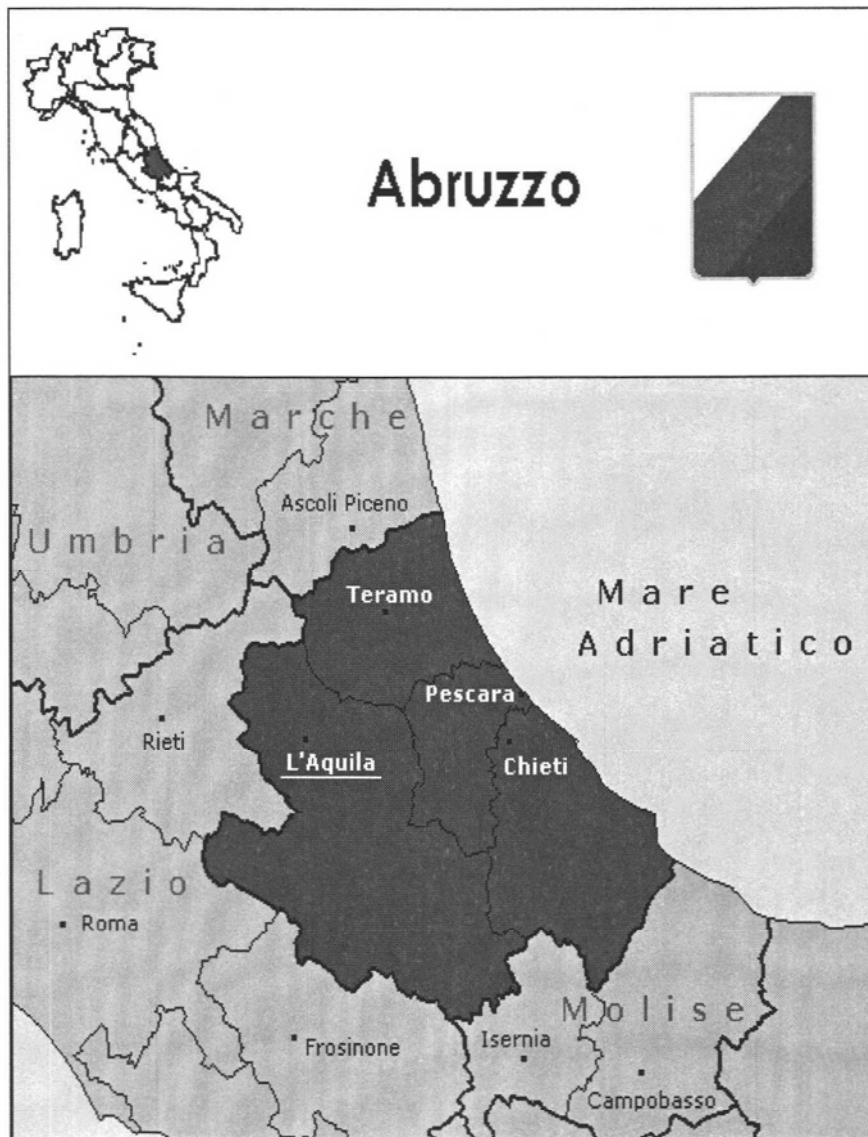 Abruzzo
Marche
Ascoli Piceno
Umbria
Teramo
Mare
Adriatico
Pescara
Rieti
L'Aquila
Chieti
Lazio
Roma
Molise
Frosinone
Isernia
Campobasso